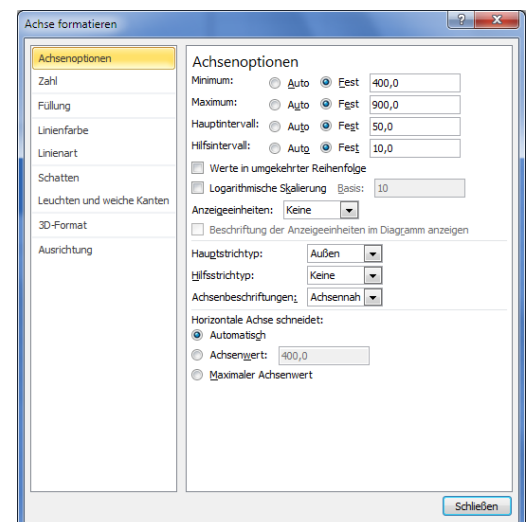 Achse formatieren
?
X
Achsenoptionen
Zahl
Füllung
Linienfarbe
Linienart
Schatten
Leuchten und weiche Kanten
3D-Format
Ausrichtung
Achsenoptionen
Minimum: Auto Fest 400,0
Maximum: Auto Fest 900,0
Hauptintervall: Auto Fest 50,0
Hilfsintervall: Auto Fest 10,0
Werte in umgekehrter Reihenfolge
Logarithmische Skalierung Basis: 10
Anzeigeeinheiten: Keine
Beschriftung der Anzeigeeinheiten im Diagramm anzeigen
Hauptstrichtyp: Außen
Hilfsstrichtyp: Keine
Achsenbeschriftungen: Achsennah
Horizontale Achse schneidet:
Automatisch
Achsenwert: 400,0
Maximaler Achsenwert
Schließen